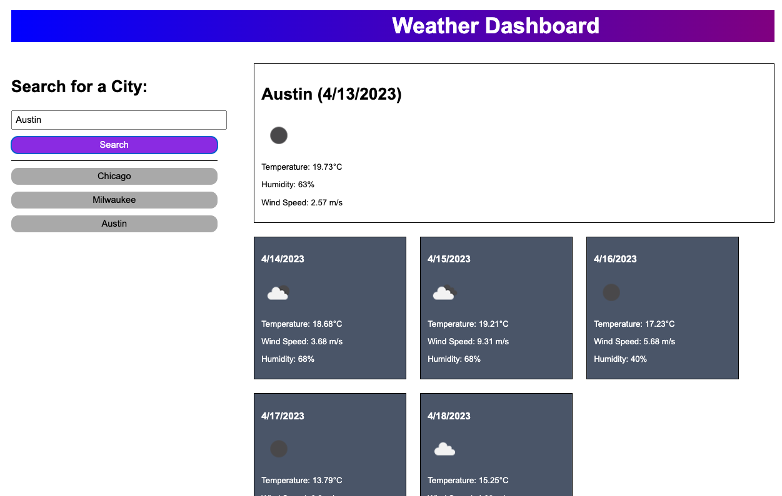 Weather Dashboard
Search for a City:
Austin
Search
Chicago
Milwaukee
Austin
Austin (4/13/2023)
Temperature: 19.73°C
Humidity: 63%
Wind Speed: 2.57 m/s
4/14/2023
Temperature: 18.68°C
Wind Speed: 3.68 m/s
Humidity: 68%
4/15/2023
Temperature: 19.21°C
Wind Speed: 9.31 m/s
Humidity: 68%
4/16/2023
Temperature: 17.23°C
Wind Speed: 5.68 m/s
Humidity: 40%
4/17/2023
Temperature: 13.79°C
4/18/2023
Temperature: 15.25°C